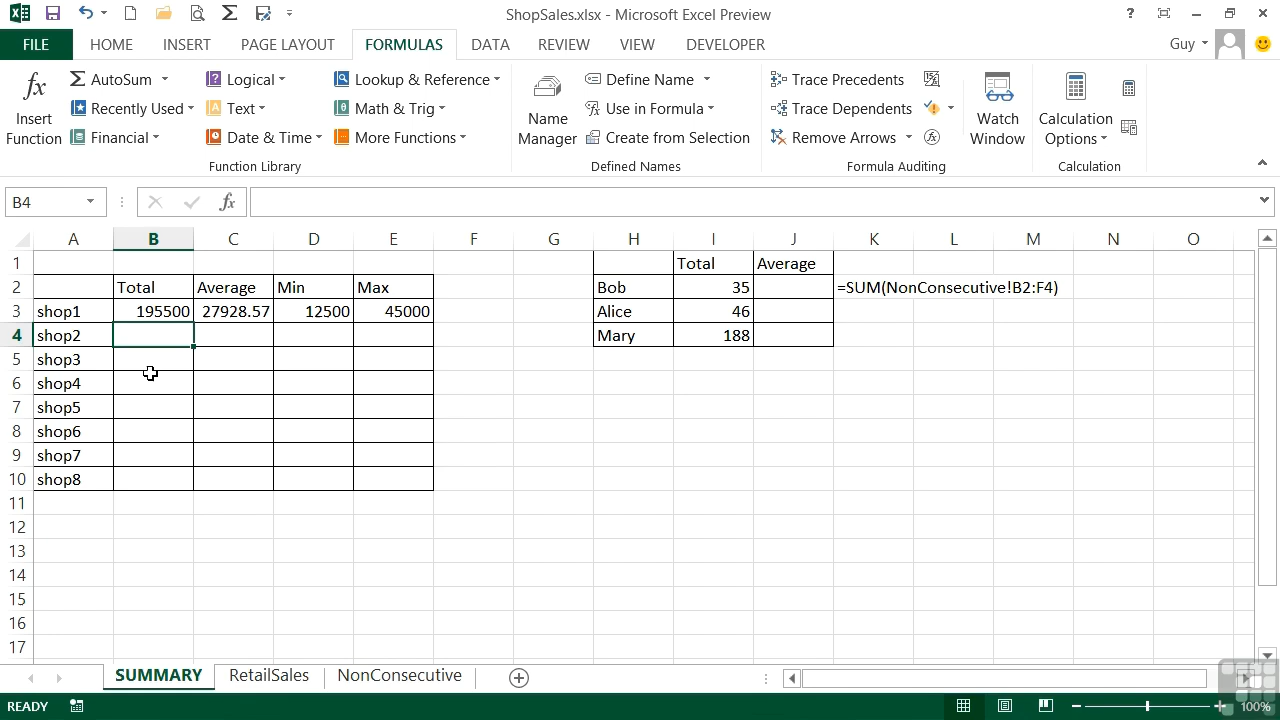 ShopSales.xlsx - Microsoft Excel Preview
FILE HOME INSERT PAGE LAYOUT FORMULAS DATA REVIEW VIEW DEVELOPER Guy
Insert Function
AutoSum
Recently Used
Financial
Logical
Text
Date & Time
Lookup & Reference
Math & Trig
More Functions
Function Library
Name Manager
Define Name
Use in Formula
Create from Selection
Defined Names
Trace Precedents
Trace Dependents
Remove Arrows
Formula Auditing
Watch Window
Calculation Options
Calculation
B4 fx
A B C D E F G H I J K L M N O
1 Total Average
2 Total Average Min Max Bob 35 =SUM(NonConsecutive!B2:F4)
3 shop1 195500 27928.57 12500 45000 Alice 46
4 shop2 Mary 188
5 shop3
6 shop4
7 shop5
8 shop6
9 shop7
10 shop8
11
12
13
14
15
16
17
SUMMARY RetailSales NonConsecutive
READY 100%